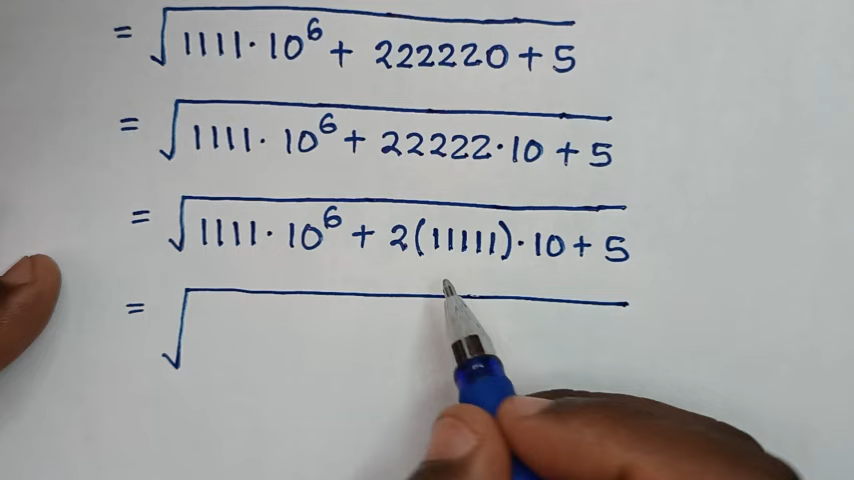 = √1111·10⁶ + 222220 + 5
= √1111·10⁶ + 22222·10 + 5
= √1111·10⁶ + 2(11111)·10 + 5
= √